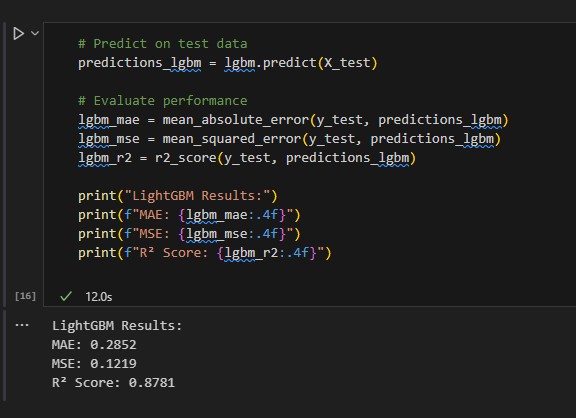 # Predict on test data
predictions_lgbm = lgbm.predict(X_test)
# Evaluate performance
lgbm_mae = mean_absolute_error(y_test, predictions_lgbm)
lgbm_mse = mean_squared_error(y_test, predictions_lgbm)
lgbm_r2 = r2_score(y_test, predictions_lgbm)
print("LightGBM Results:")
print(f"MAE: {lgbm_mae:.4f}")
print(f"MSE: {lgbm_mse:.4f}")
print(f"R² Score: {lgbm_r2:.4f}")
[16] 12.0s
LightGBM Results:
MAE: 0.2852
MSE: 0.1219
R² Score: 0.8781